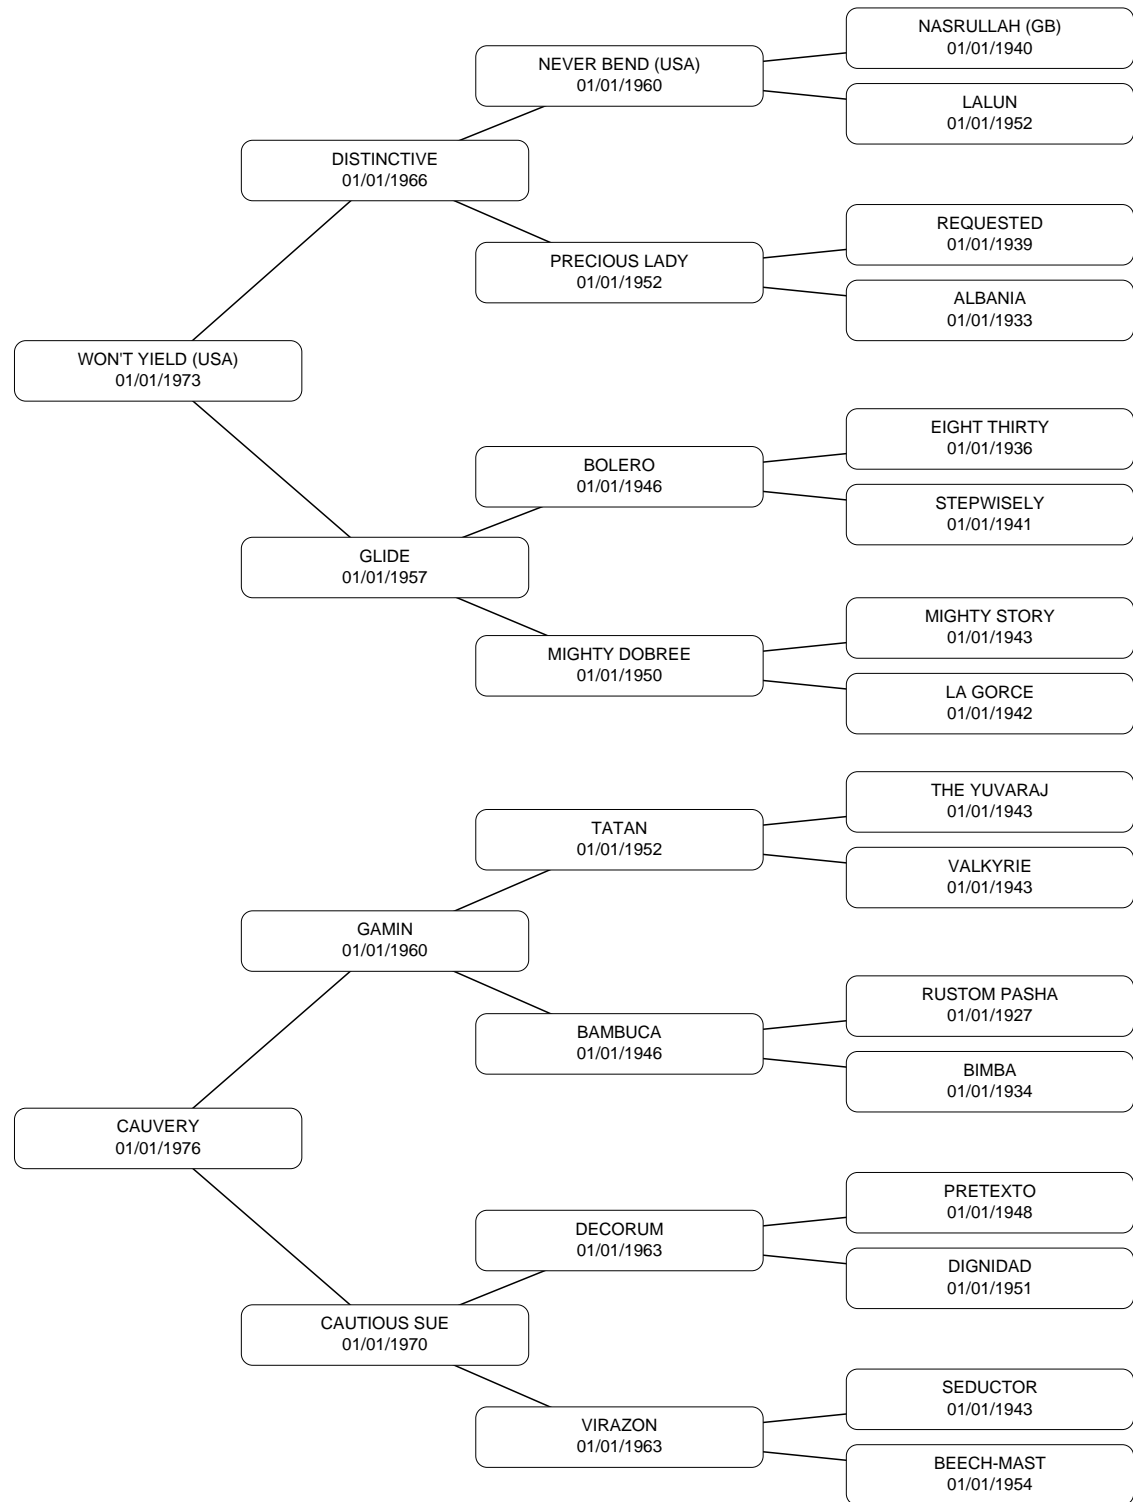 NASRULLAH (GB)
01/01/1940
NEVER BEND (USA)
01/01/1960
LALUN
01/01/1952
DISTINCTIVE
01/01/1966
REQUESTED
01/01/1939
PRECIOUS LADY
01/01/1952
ALBANIA
01/01/1933
WON'T YIELD (USA)
01/01/1973
EIGHT THIRTY
01/01/1936
BOLERO
01/01/1946
STEPWISELY
01/01/1941
GLIDE
01/01/1957
MIGHTY STORY
01/01/1943
MIGHTY DOBREE
01/01/1950
LA GORCE
01/01/1942
THE YUVARAJ
01/01/1943
TATAN
01/01/1952
VALKYRIE
01/01/1943
GAMIN
01/01/1960
RUSTOM PASHA
01/01/1927
BAMBUCA
01/01/1946
BIMBA
01/01/1934
CAUVERY
01/01/1976
PRETEXTO
01/01/1948
DECORUM
01/01/1963
DIGNIDAD
01/01/1951
CAUTIOUS SUE
01/01/1970
SEDUCTOR
01/01/1943
VIRAZON
01/01/1963
BEECH-MAST
01/01/1954